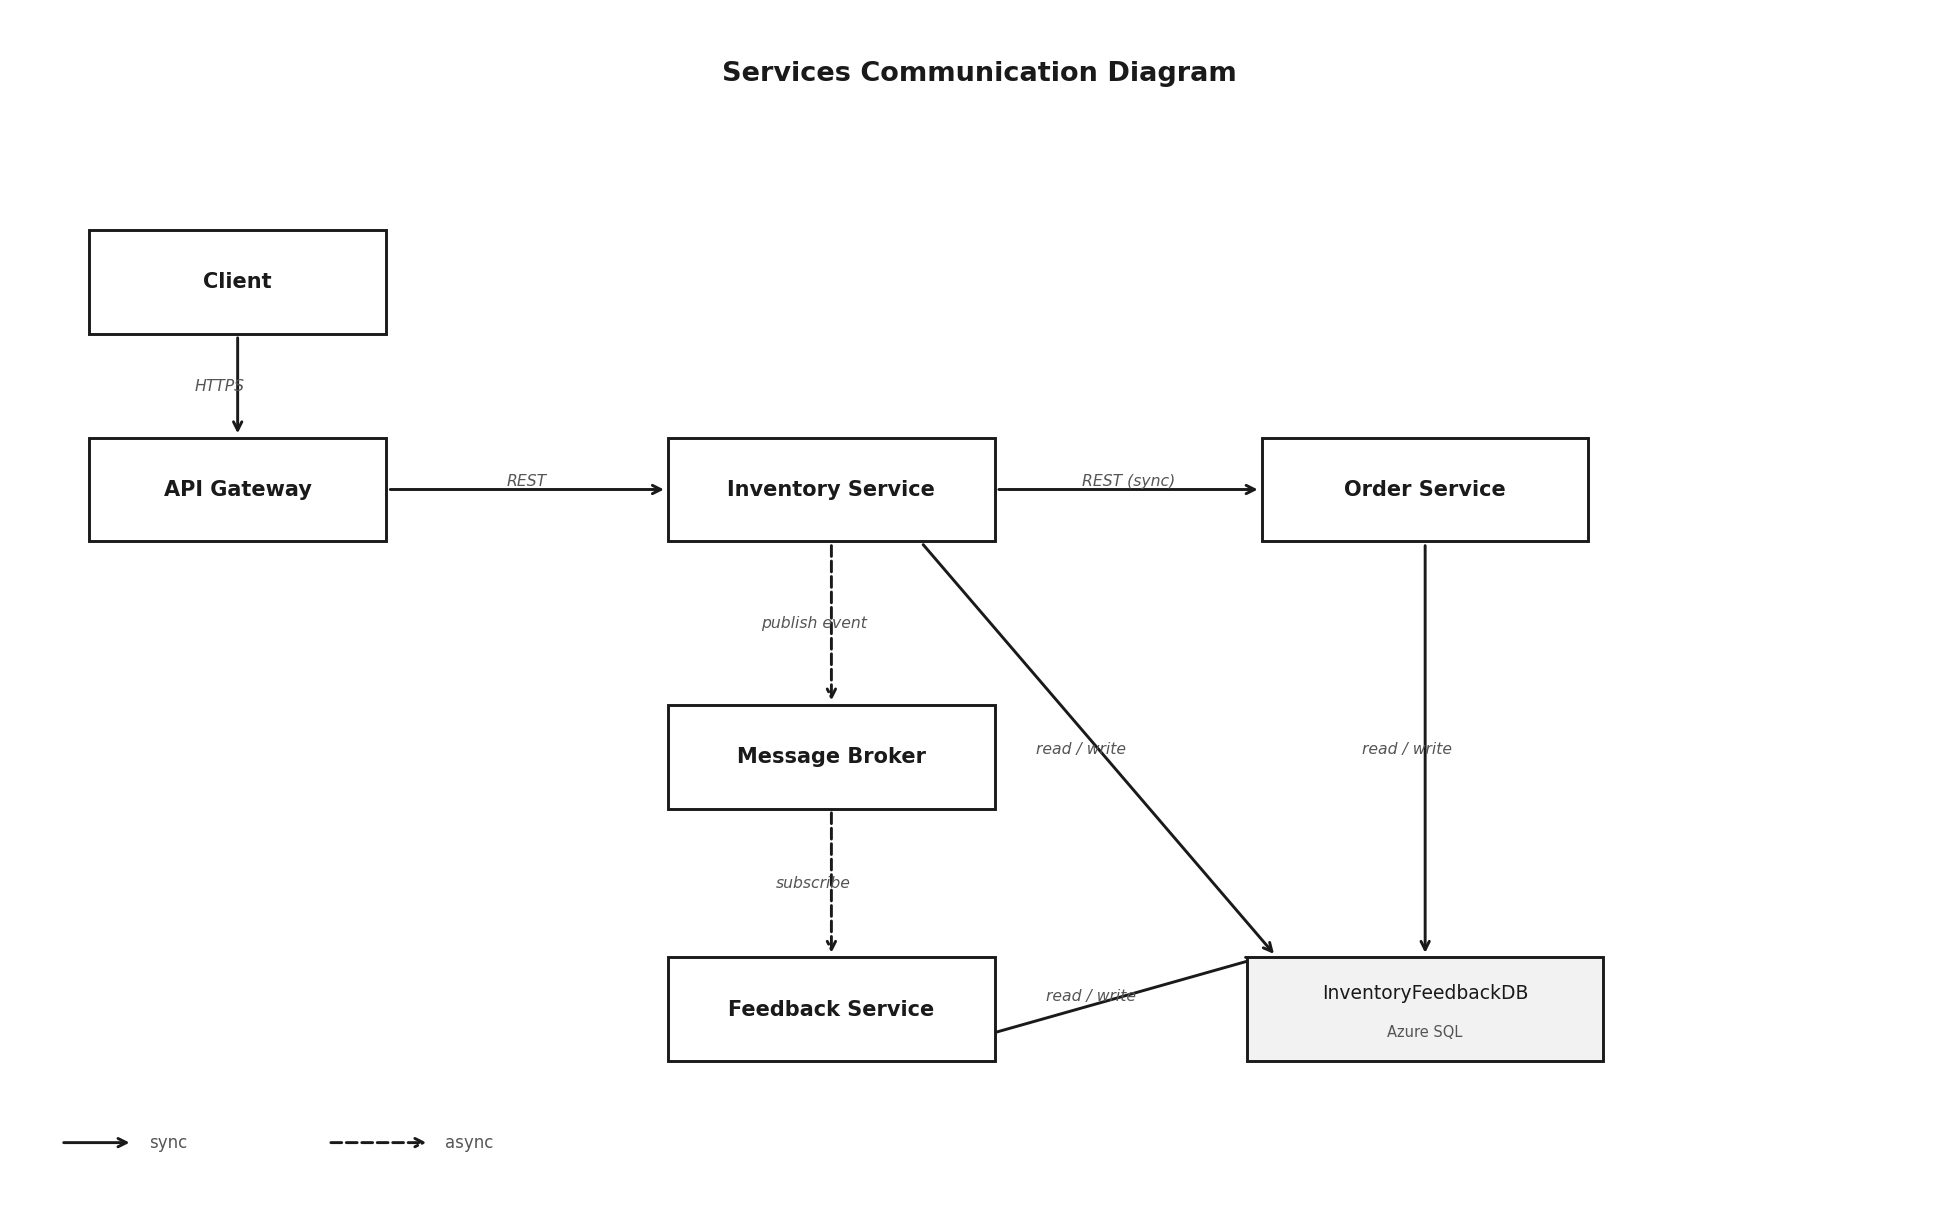 Services Communication Diagram
Client
HTTPS
API Gateway
REST
Inventory Service
REST (sync)
Order Service
publish event
Message Broker
read / write
read / write
subscribe
Feedback Service
read / write
InventoryFeedbackDB
Azure SQL
sync
async